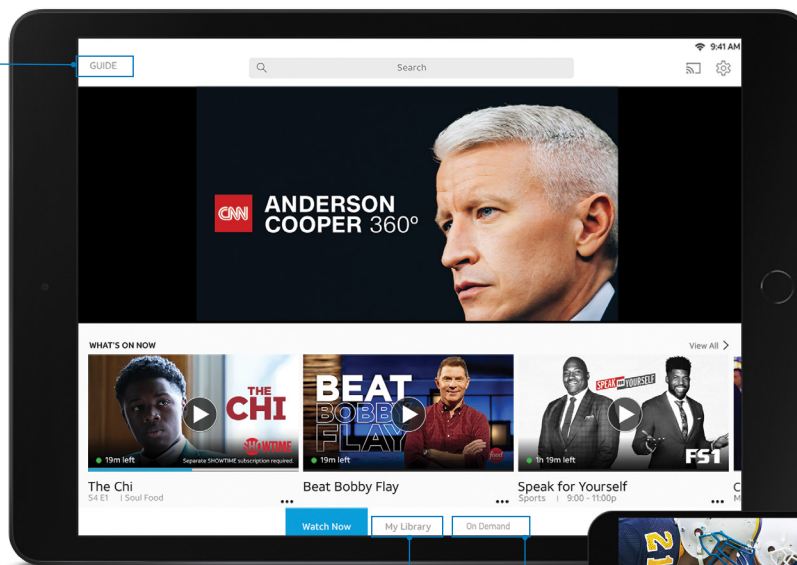 9:41 AM
GUIDE
Search
CNN
ANDERSON
COOPER 360º
WHAT'S ON NOW
View All
THE
CHI
SHOWTIME
19m left
Separate SHOWTIME subscription required.
BEAT
BOBBY
FLAY
food
19m left
SPEAK FOR YOURSELF
FS1
1h 19m left
The Chi
S4 E1 | Soul Food
Beat Bobby Flay
Speak for Yourself
Sports | 9:00 - 11:00p
C
M
Watch Now
My Library
On Demand
21